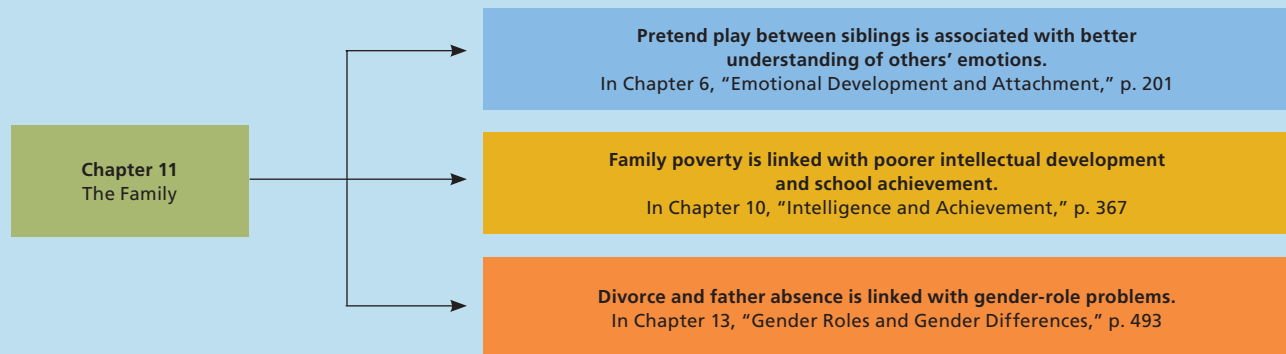 Chapter 11
The Family
Pretend play between siblings is associated with better
understanding of others’ emotions.
In Chapter 6, “Emotional Development and Attachment,” p. 201
Family poverty is linked with poorer intellectual development
and school achievement.
In Chapter 10, “Intelligence and Achievement,” p. 367
Divorce and father absence is linked with gender-role problems.
In Chapter 13, “Gender Roles and Gender Differences,” p. 493